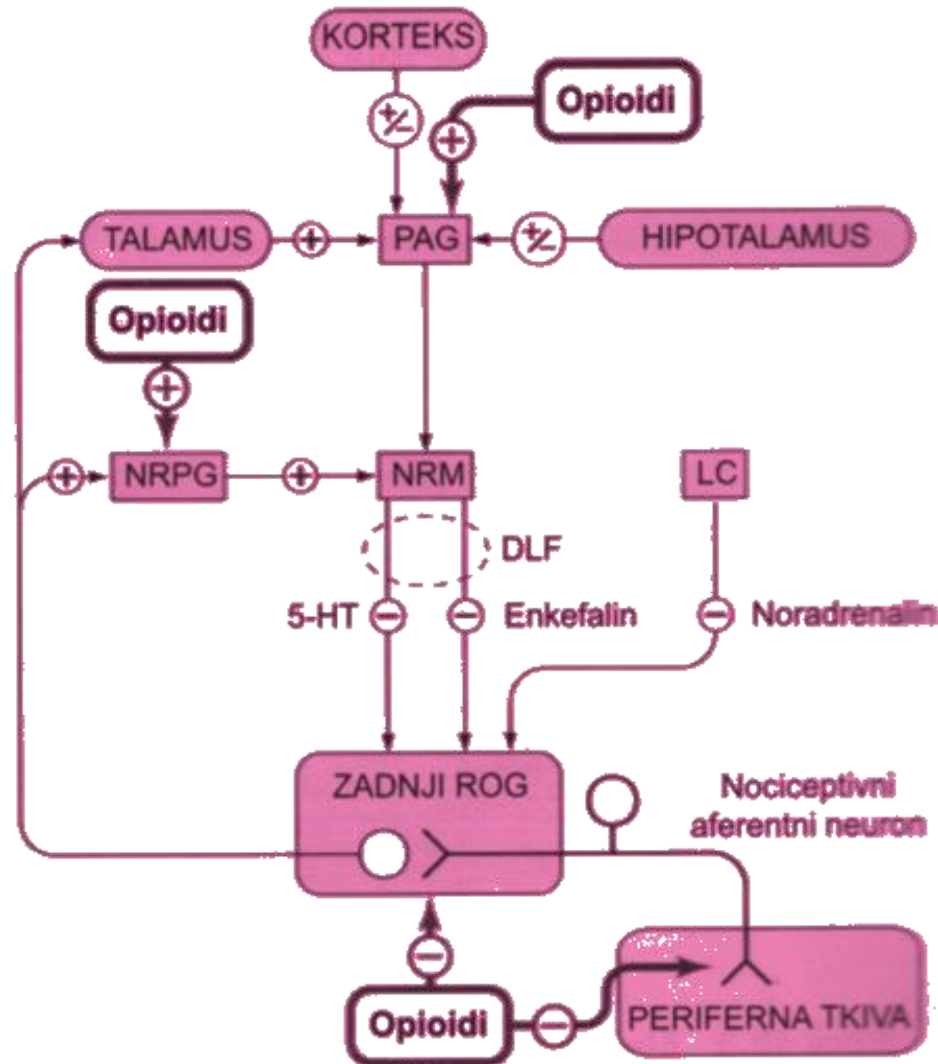 KORTEKS
Opioidi
+/-
+
TALAMUS
+
PAG
+/-
HIPOTALAMUS
Opioidi
+
+
NRPG
+
NRM
LC
DLF
5-HT
−
−
Enkefalin
−
Noradrenalin
ZADNJI ROG
Nociceptivni
aferentni neuron
−
Opioidi
−
PERIFERNA TKIVA